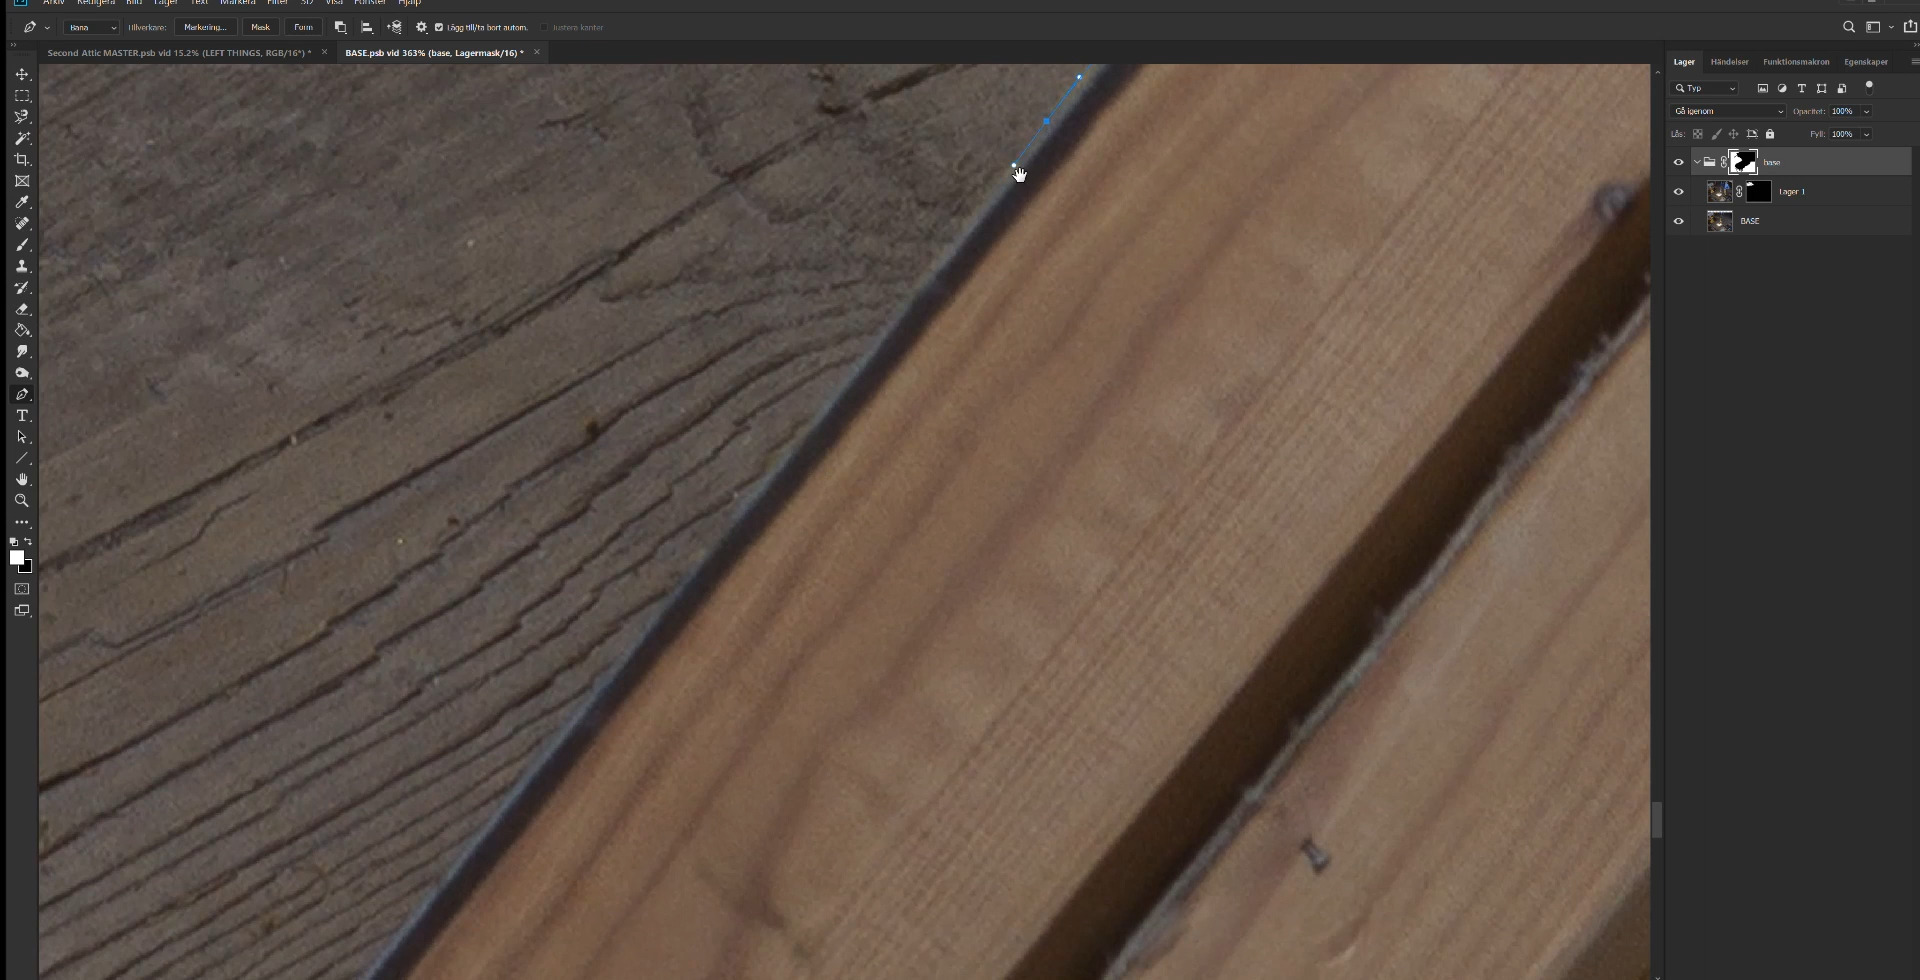 Arkiv Redigera Bild Lager Text Markera Filter 3D Visa Fönster Hjälp
Bana Tillverkare: Markering... Mask Form Lägg till/ta bort autom. Justera kanter
Second Attic MASTER.psb vid 15.2% (LEFT THINGS, RGB/16*) * BASE.psb vid 363% (base, Lagermask/16) *
Lager Händelser Funktionsmakron Egenskaper
Typ
Gå igenom Opacitet: 100%
Lås: Fyll: 100%
base
Lager 1
BASE